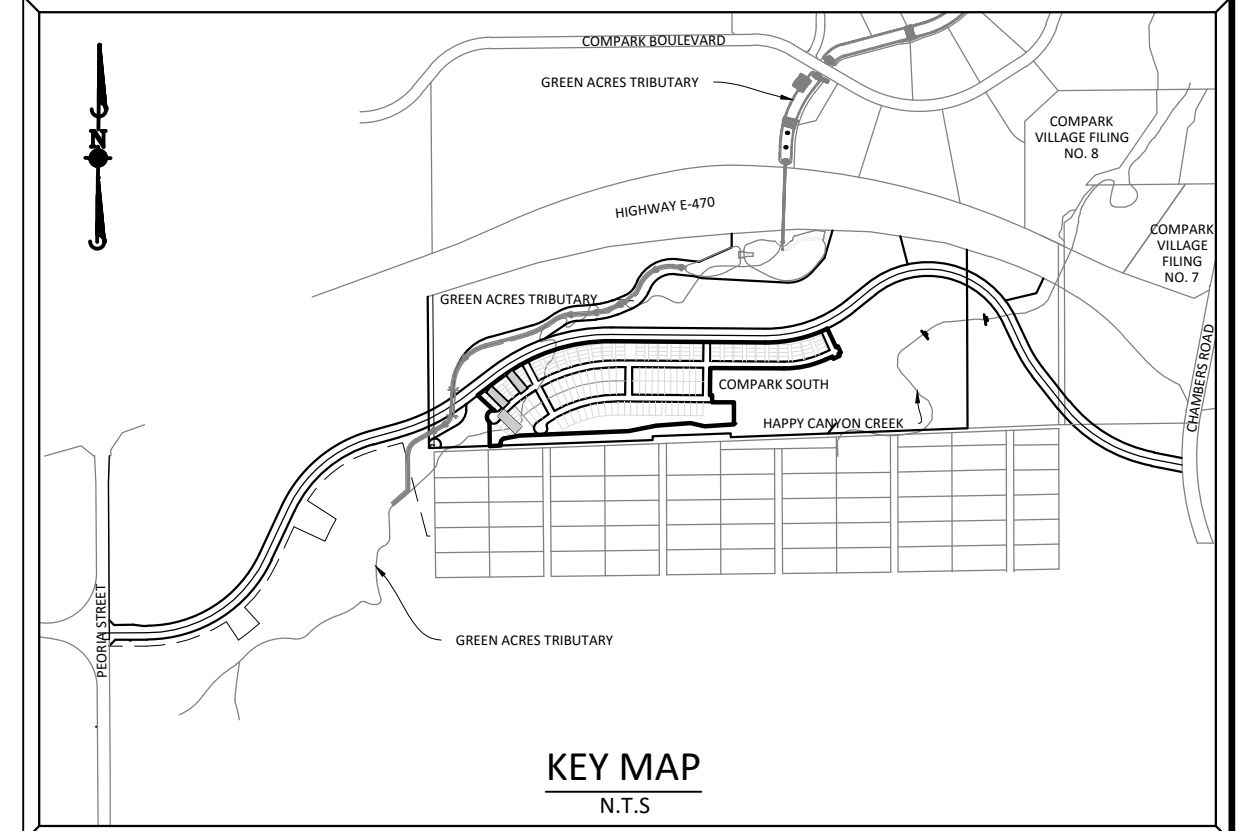 COMPARK BOULEVARD
GREEN ACRES TRIBUTARY
N
COMPARK
VILLAGE FILING
NO. 8
HIGHWAY E-470
COMPARK
VILLAGE
FILING
NO. 7
GREEN ACRES TRIBUTARY
CHAMBERS ROAD
COMPARK SOUTH
HAPPY CANYON CREEK
PEORIA STREET
GREEN ACRES TRIBUTARY
KEY MAP
N.T.S